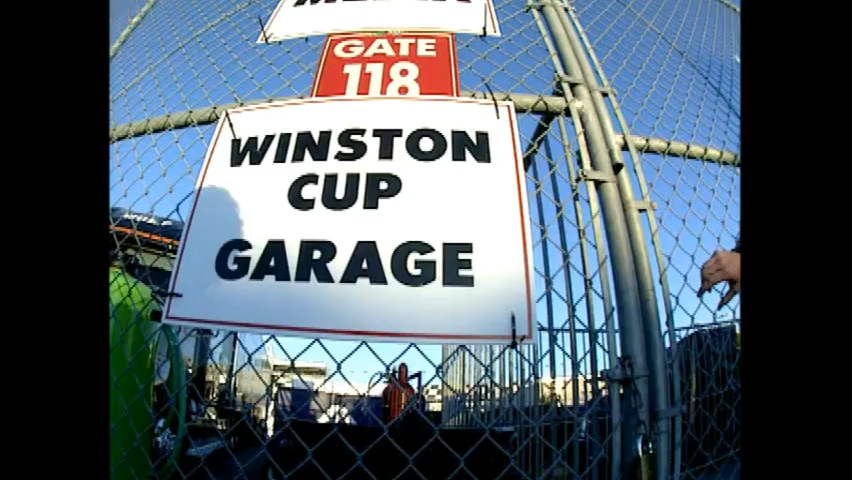 GATE
118
WINSTON
CUP
GARAGE